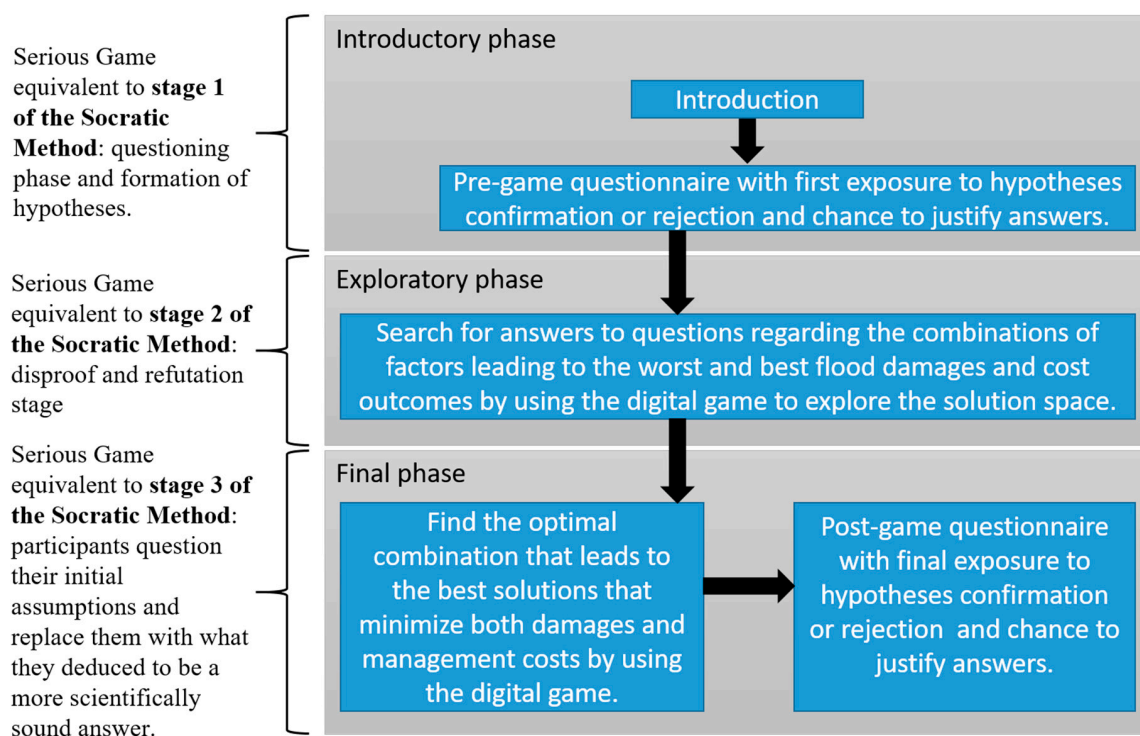 Serious Game
equivalent to stage 1
of the Socratic
Method: questioning
phase and formation of
hypotheses.
Introductory phase
Introduction
Pre-game questionnaire with first exposure to hypotheses
confirmation or rejection and chance to justify answers.
Serious Game
equivalent to stage 2 of
the Socratic Method:
disproof and refutation
stage
Exploratory phase
Search for answers to questions regarding the combinations of
factors leading to the worst and best flood damages and cost
outcomes by using the digital game to explore the solution space.
Serious Game
equivalent to stage 3 of
the Socratic Method:
participants question
their initial
assumptions and
replace them with what
they deduced to be a
more scientifically
sound answer.
Final phase
Find the optimal
combination that leads to
the best solutions that
minimize both damages and
management costs by using
the digital game.
Post-game questionnaire
with final exposure to
hypotheses confirmation
or rejection and chance to
justify answers.